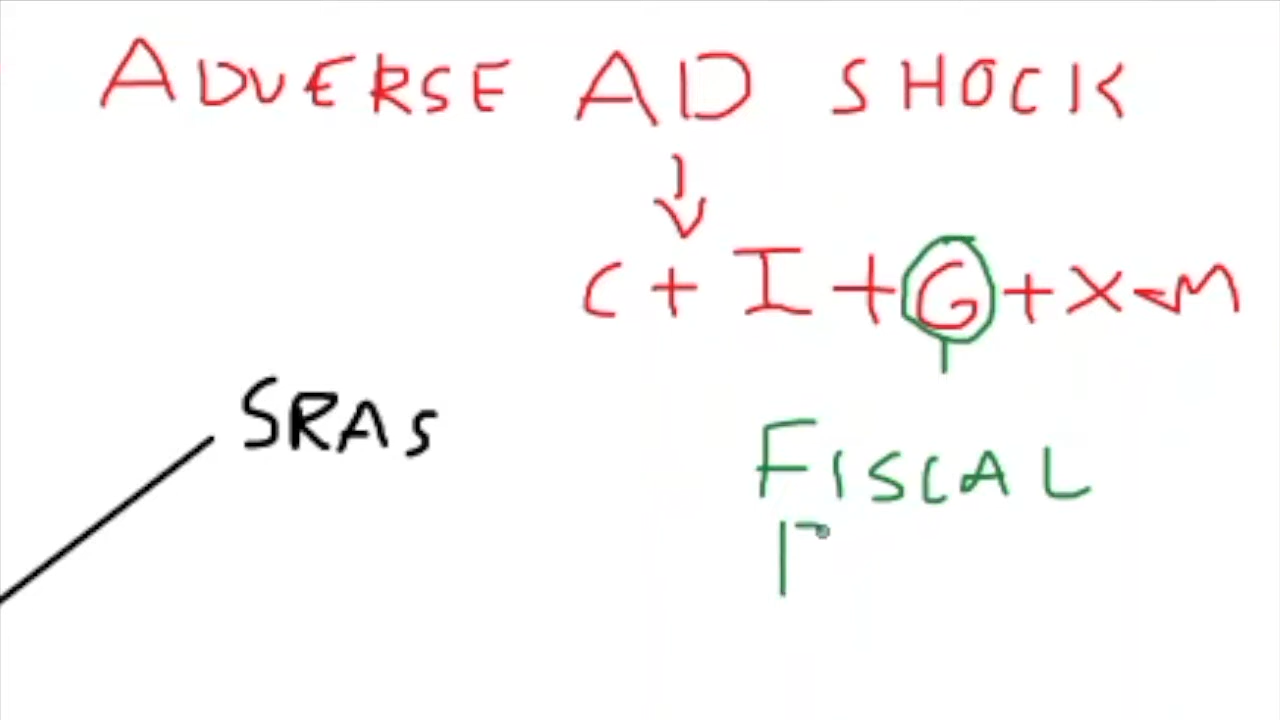 ADVERSE AD SHOCK
C + I + G + X - M
SRAS
FISCAL